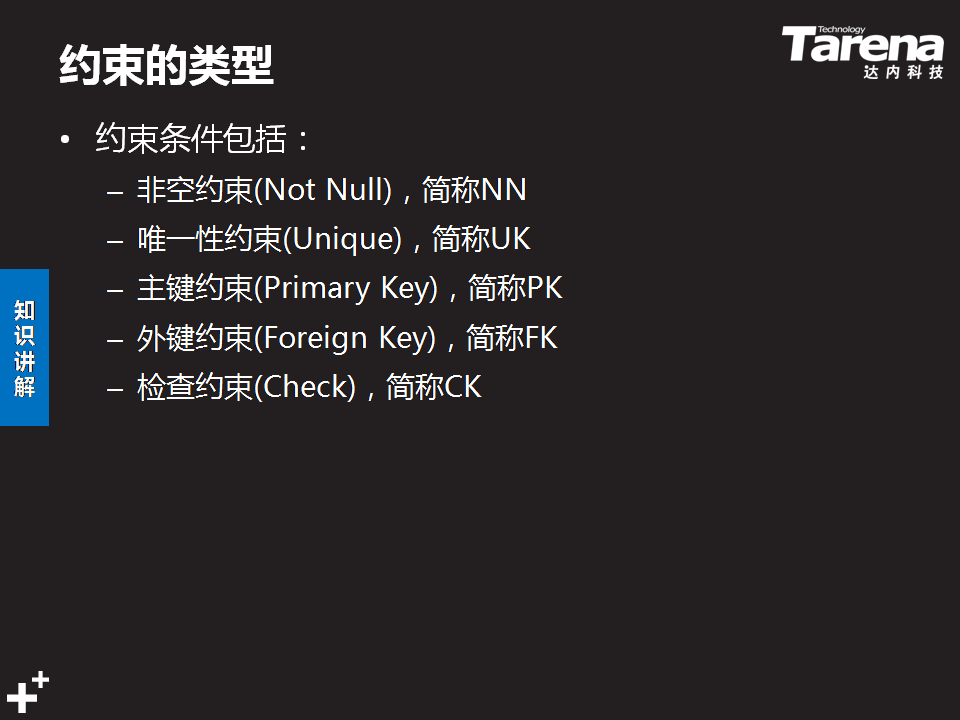 约束的类型
Technology
Tarena
达内科技
• 约束条件包括：
– 非空约束(Not Null)，简称NN
– 唯一性约束(Unique)，简称UK
– 主键约束(Primary Key)，简称PK
– 外键约束(Foreign Key)，简称FK
– 检查约束(Check)，简称CK
知识讲解